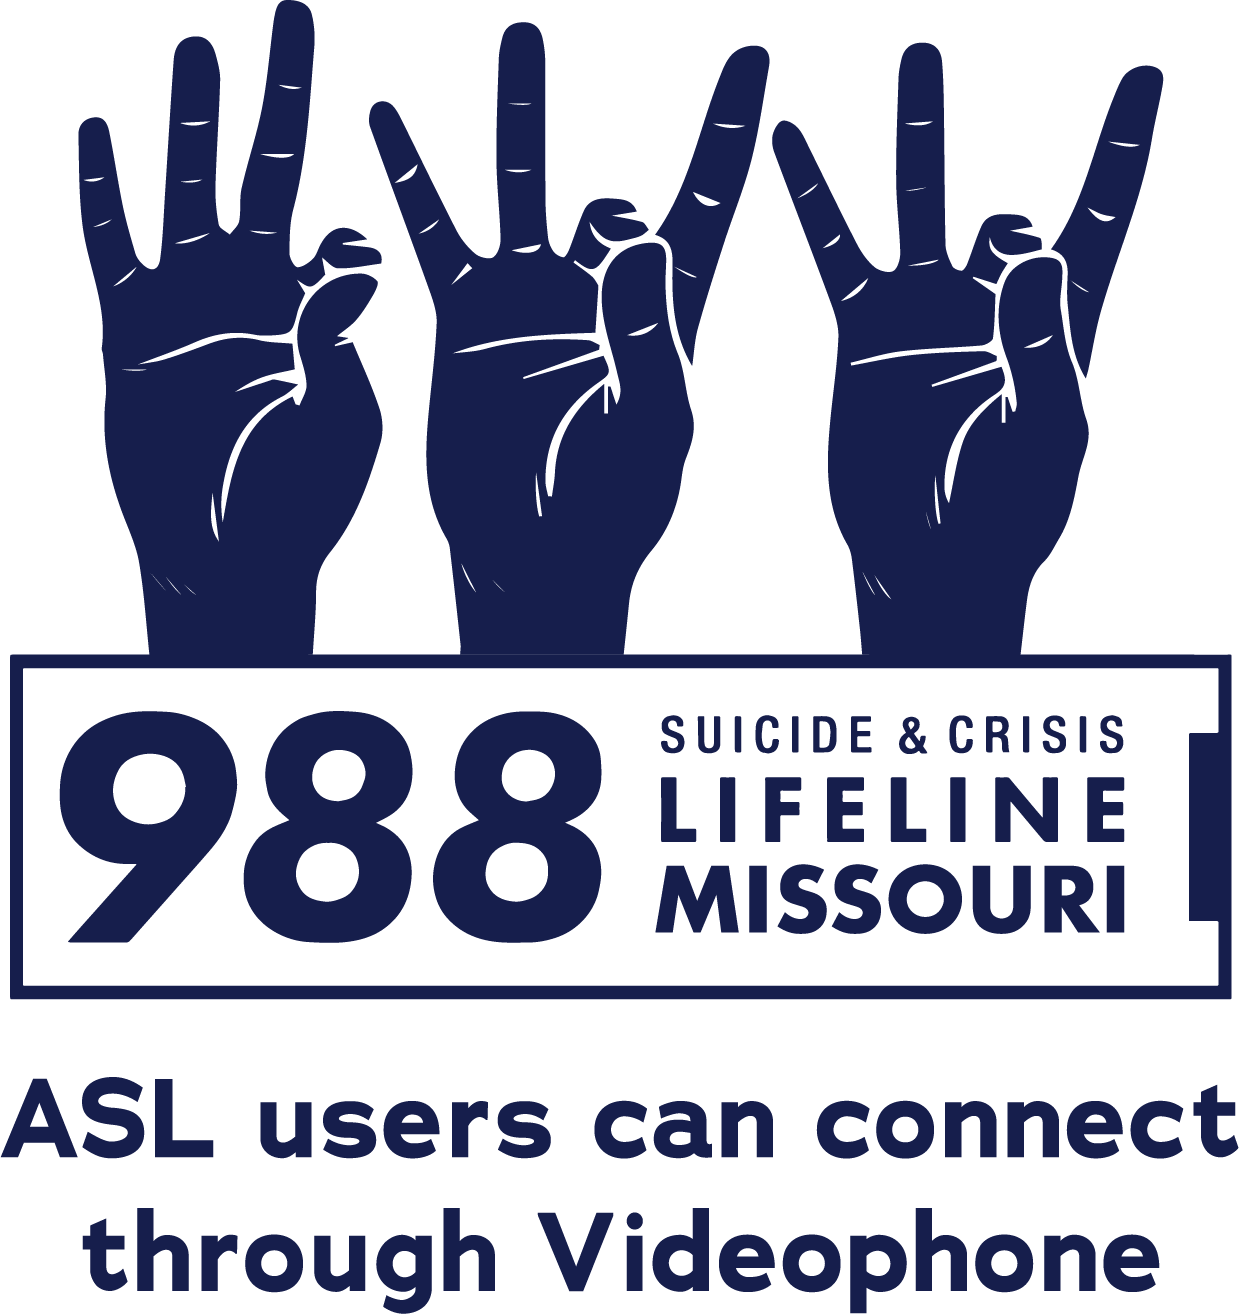 988
SUICIDE & CRISIS
LIFELINE
MISSOURI
ASL users can connect
through Videophone